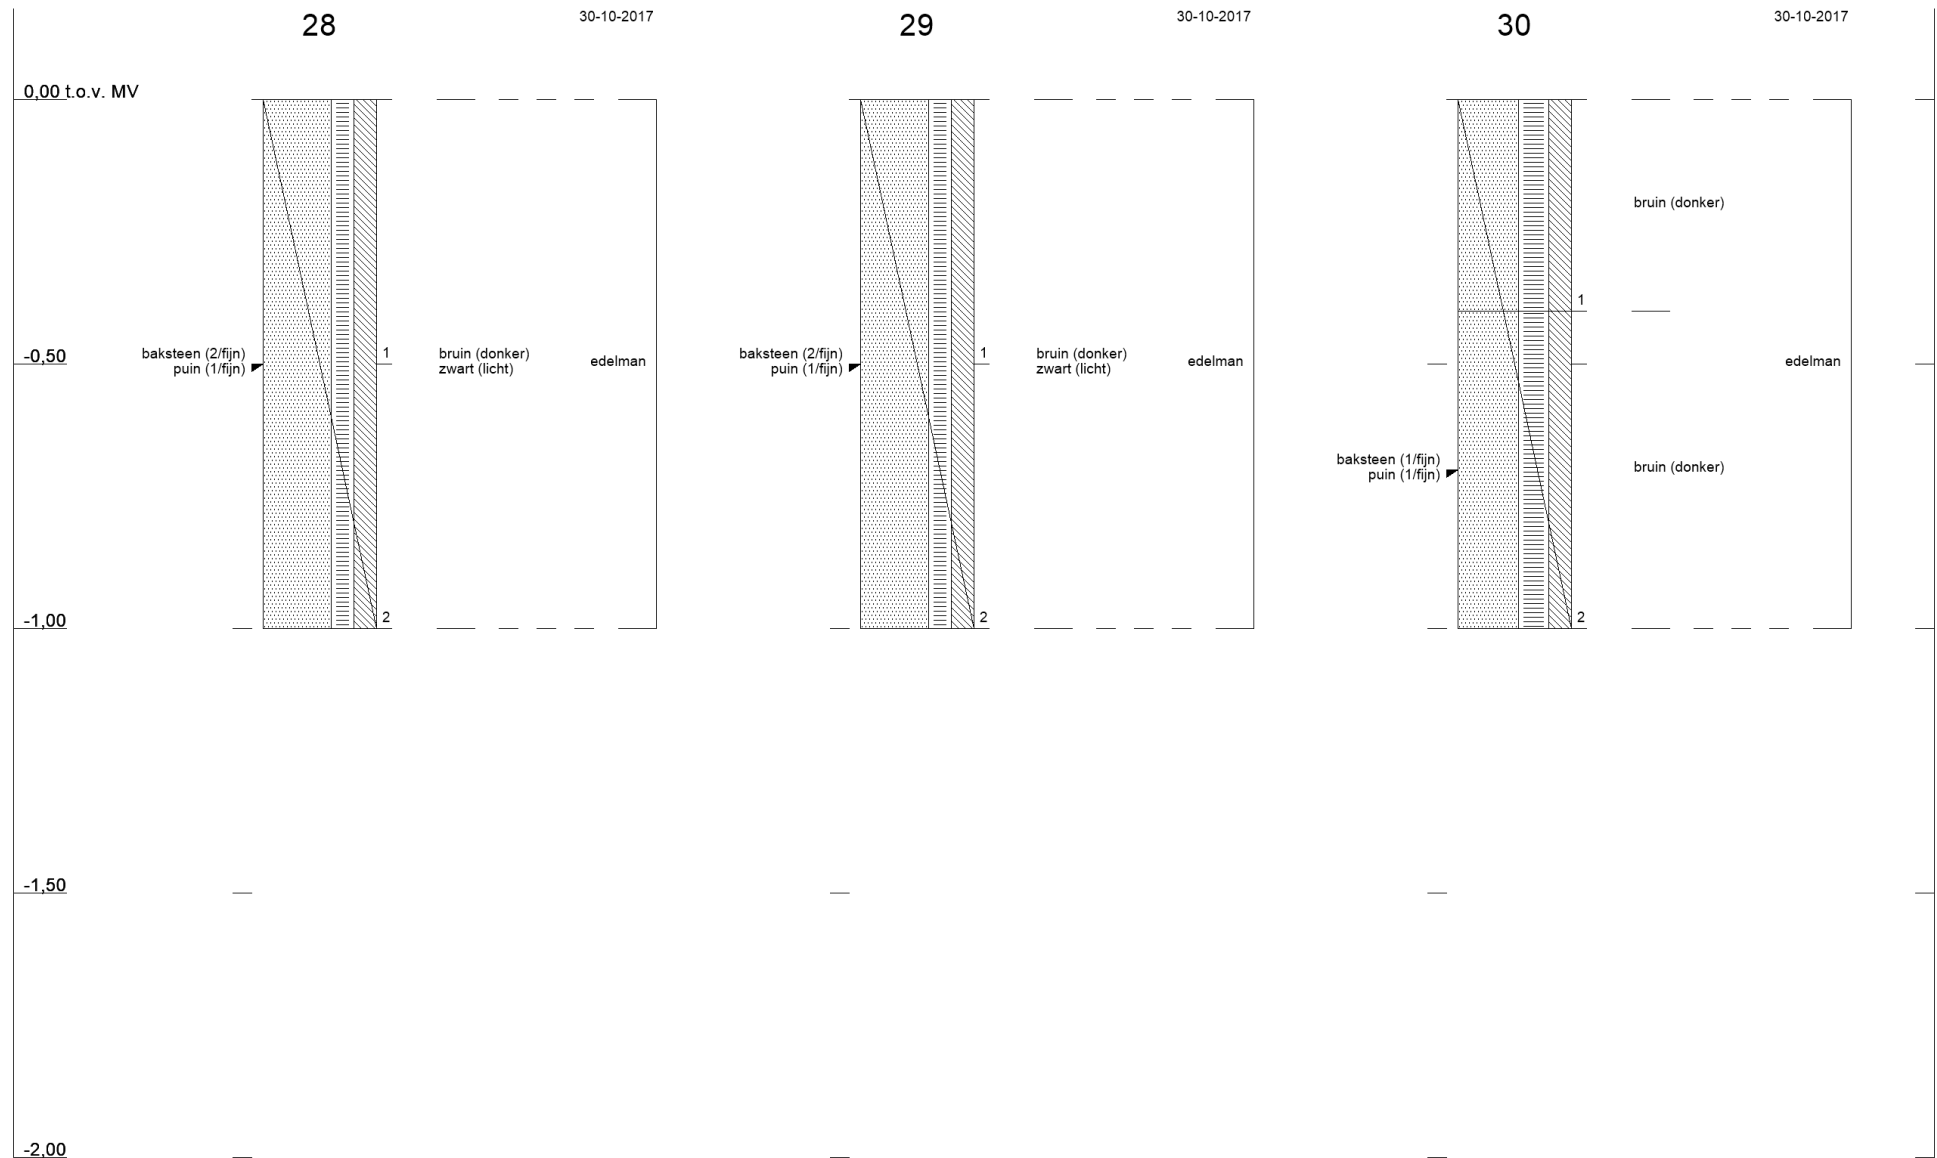 28
30-10-2017
29
30-10-2017
30
30-10-2017
0,00 t.o.v. MV
bruin (donker)
1
-0,50
baksteen (2/fijn)
puin (1/fijn)
1
bruin (donker)
zwart (licht)
edelman
baksteen (2/fijn)
puin (1/fijn)
1
bruin (donker)
zwart (licht)
edelman
edelman
baksteen (1/fijn)
puin (1/fijn)
bruin (donker)
-1,00
2
2
2
-1,50
-2,00